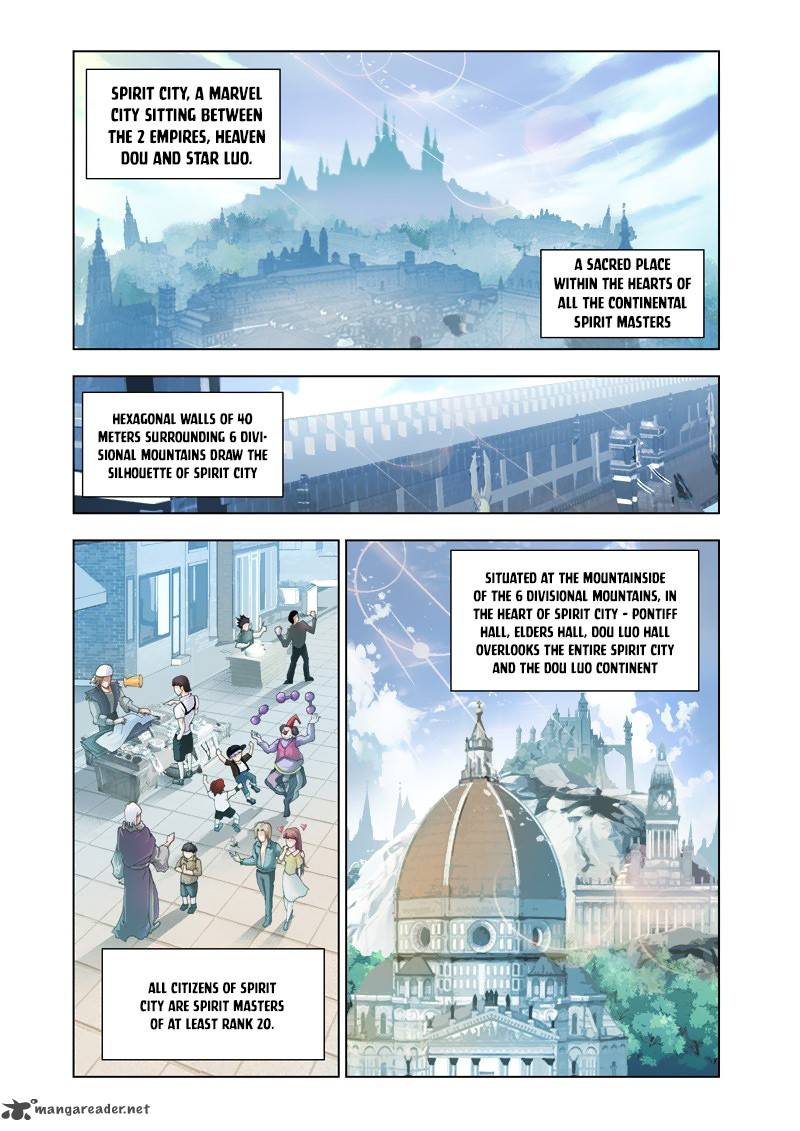 SPIRIT CITY, A MARVEL
CITY SITTING BETWEEN
THE 2 EMPIRES, HEAVEN
DOU AND STAR LUO.
A SACRED PLACE
WITHIN THE HEARTS OF
ALL THE CONTINENTAL
SPIRIT MASTERS
HEXAGONAL WALLS OF 40
METERS SURROUNDING 6 DIVI-
SIONAL MOUNTAINS DRAW THE
SILHOUETTE OF SPIRIT CITY
SITUATED AT THE MOUNTAINSIDE
OF THE 6 DIVISIONAL MOUNTAINS, IN
THE HEART OF SPIRIT CITY - PONTIFF
HALL, ELDERS HALL, DOU LUO HALL
OVERLOOKS THE ENTIRE SPIRIT CITY
AND THE DOU LUO CONTINENT
ALL CITIZENS OF SPIRIT
CITY ARE SPIRIT MASTERS
OF AT LEAST RANK 20.
mangareader.net